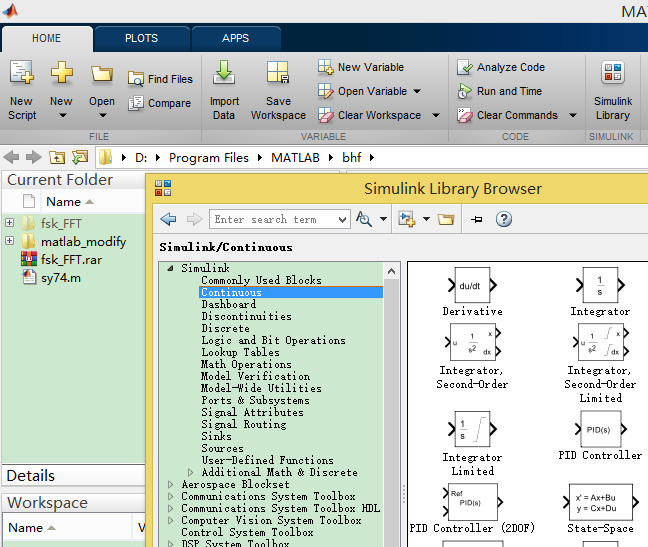 MAT
HOME PLOTS APPS
New Script
New
Open
Find Files
Compare
Import Data
Save Workspace
New Variable
Open Variable
Clear Workspace
Analyze Code
Run and Time
Clear Commands
Simulink Library
FILE VARIABLE CODE SIMULINK
D: Program Files MATLAB bhf
Current Folder
Name
fsk_FFT
matlab_modify
fsk_FFT.rar
sy74.m
Details
Workspace
Name V
Simulink Library Browser
Enter search term
Simulink/Continuous
Simulink
Commonly Used Blocks
Continuous
Dashboard
Discontinuities
Discrete
Logic and Bit Operations
Lookup Tables
Math Operations
Model Verification
Model-Wide Utilities
Ports & Subsystems
Signal Attributes
Signal Routing
Sinks
Sources
User-Defined Functions
Additional Math & Discrete
Aerospace Blockset
Communications System Toolbox
Communications System Toolbox HDL
Computer Vision System Toolbox
Control System Toolbox
DSP System Toolbox
du/dt
Derivative
1
s
Integrator
u 1 x
s² dx
Integrator,
Second-Order
u 1 x
s² dx
Integrator,
Second-Order
Limited
1
s
Integrator
Limited
PID(s)
PID Controller
Ref
PID(s)
PID Controller (2DOF)
x' = Ax+Bu
y = Cx+Du
State-Space